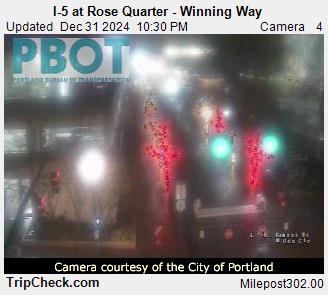 I-5 at Rose Quarter - Winning Way
Updated Dec 31 2024 10:30 PM Camera 4
PBOT
PORTLAND BUREAU OF TRANSPORTATION
Camera courtesy of the City of Portland
TripCheck.com Milepost302.00